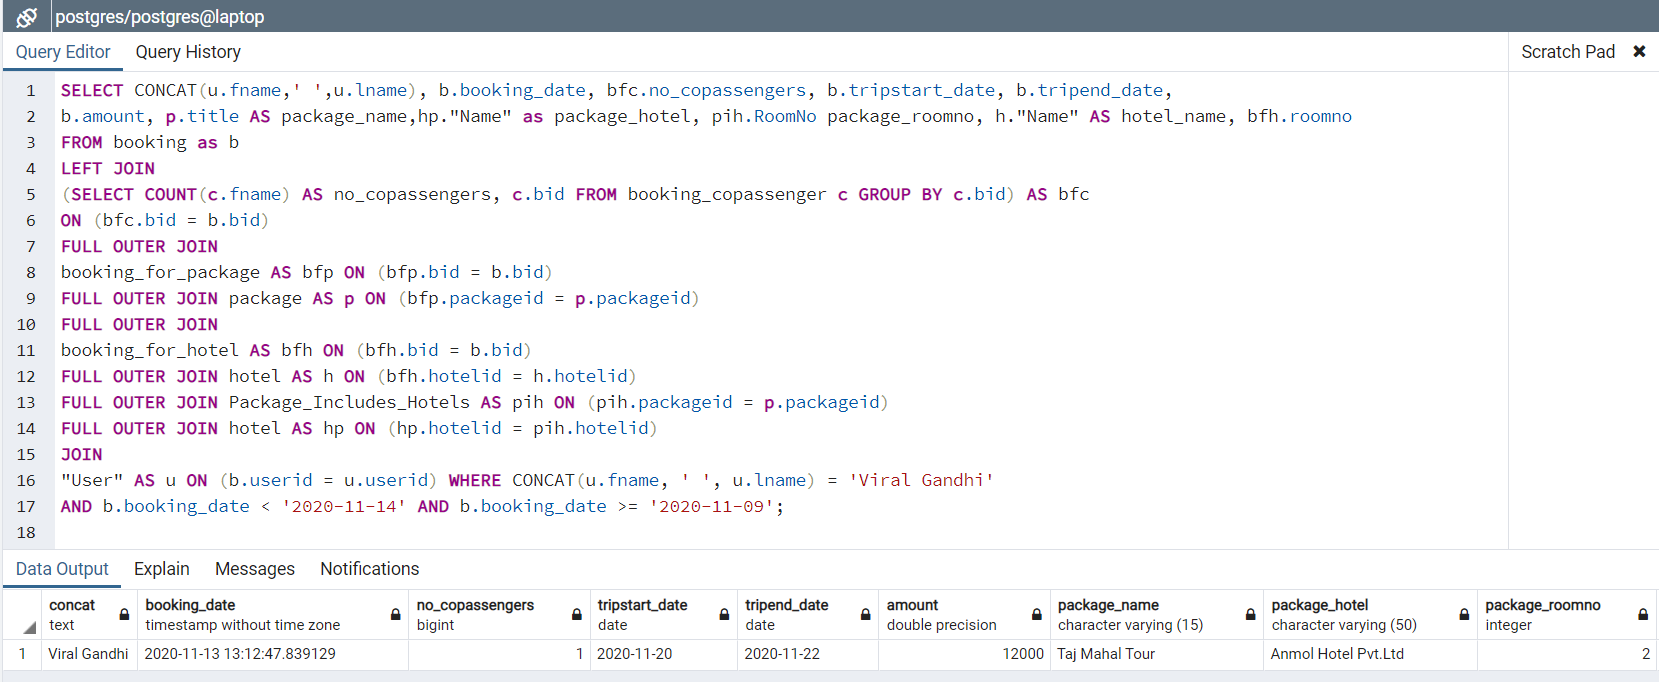 postgres/postgres@laptop
Query Editor Query History Scratch Pad ✖
1 SELECT CONCAT(u.fname,' ',u.lname), b.booking_date, bfc.no_copassengers, b.tripstart_date, b.tripend_date,
2 b.amount, p.title AS package_name,hp."Name" as package_hotel, pih.RoomNo package_roomno, h."Name" AS hotel_name, bfh.roomno
3 FROM booking as b
4 LEFT JOIN
5 (SELECT COUNT(c.fname) AS no_copassengers, c.bid FROM booking_copassenger c GROUP BY c.bid) AS bfc
6 ON (bfc.bid = b.bid)
7 FULL OUTER JOIN
8 booking_for_package AS bfp ON (bfp.bid = b.bid)
9 FULL OUTER JOIN package AS p ON (bfp.packageid = p.packageid)
10 FULL OUTER JOIN
11 booking_for_hotel AS bfh ON (bfh.bid = b.bid)
12 FULL OUTER JOIN hotel AS h ON (bfh.hotelid = h.hotelid)
13 FULL OUTER JOIN Package_Includes_Hotels AS pih ON (pih.packageid = p.packageid)
14 FULL OUTER JOIN hotel AS hp ON (hp.hotelid = pih.hotelid)
15 JOIN
16 "User" AS u ON (b.userid = u.userid) WHERE CONCAT(u.fname, ' ', u.lname) = 'Viral Gandhi'
17 AND b.booking_date < '2020-11-14' AND b.booking_date >= '2020-11-09';
18
Data Output Explain Messages Notifications
concat booking_date no_copassengers tripstart_date tripend_date amount package_name package_hotel package_roomno
text timestamp without time zone bigint date date double precision character varying (15) character varying (50) integer
1 Viral Gandhi 2020-11-13 13:12:47.839129 1 2020-11-20 2020-11-22 12000 Taj Mahal Tour Anmol Hotel Pvt.Ltd 2